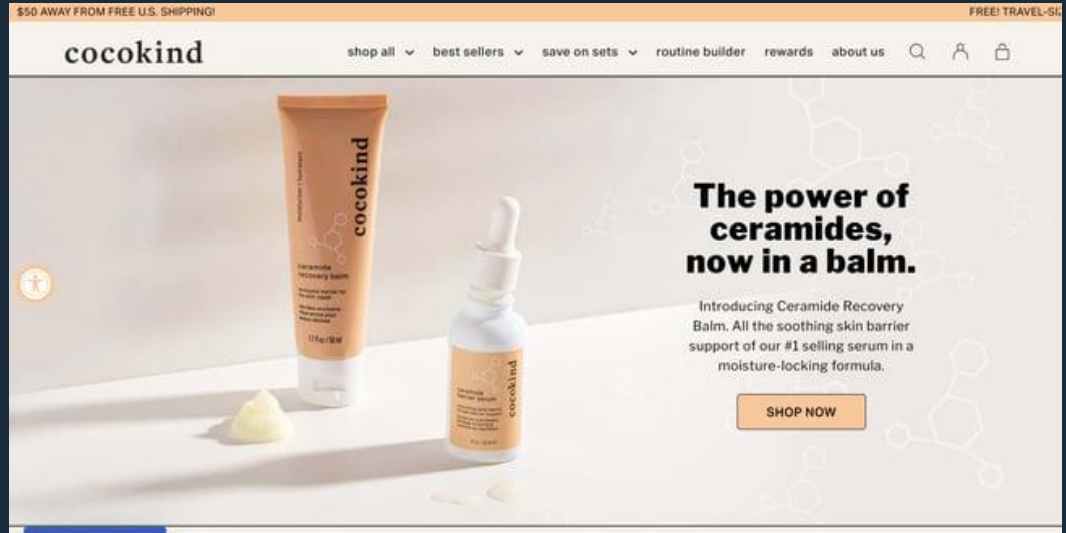 $50 AWAY FROM FREE U.S. SHIPPING!
FREE! TRAVEL-SI
cocokind
shop all
best sellers
save on sets
routine builder
rewards
about us
The power of
ceramides,
now in a balm.
Introducing Ceramide Recovery
Balm. All the soothing skin barrier
support of our #1 selling serum in a
moisture-locking formula.
SHOP NOW
cocokind
ceramide
recovery balm
cocokind
ceramide
barrier serum